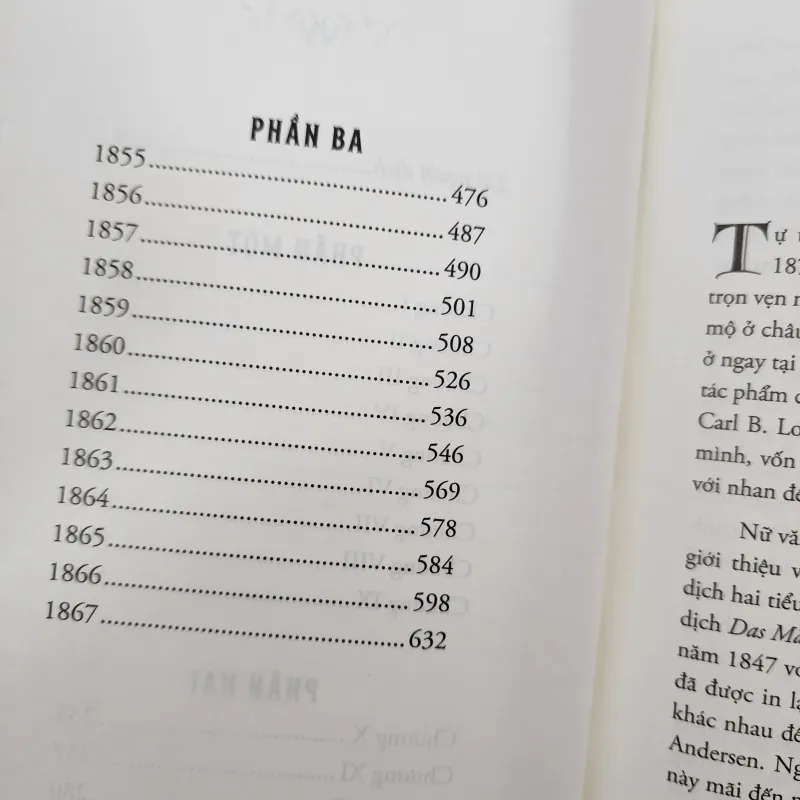 PHẦN BA
1855 476
1856 487
1857 490
1858 501
1859 508
1860 526
1861 536
1862 546
1863 569
1864 578
1865 584
1866 598
1867 632
Tự
trọn vẹn
mộ ở châu
ở ngay tại
tác phẩm
Carl B.
mình, vốn
với nhan đề
Nữ
giới thiệu
dịch hai tiểu
dịch Das
năm 1847
đã được in
khác nhau
Andersen.
này mãi đến